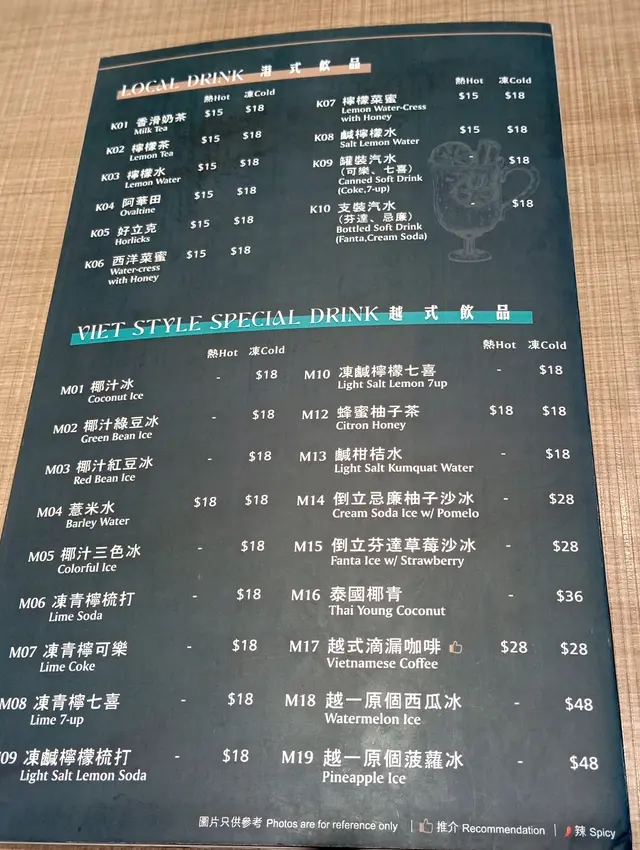 LOCAL DRINK 港式飲品
熱Hot 凍Cold
K01 香滑奶茶 $15 $18
Milk Tea
K02 檸檬茶 $15 $18
Lemon Tea
K03 檸檬水 $15 $18
Lemon Water
K04 阿華田 $15 $18
Ovaltine
K05 好立克 $15 $18
Horlicks
K06 西洋菜蜜 $15 $18
Water-cress
with Honey
熱Hot 凍Cold
K07 檸檬菜蜜 $15 $18
Lemon Water-Cress
with Honey
K08 鹹檸檬水 $15 $18
Salt Lemon Water
K09 罐裝汽水 - $18
(可樂、七喜)
Canned Soft Drink
(Coke,7-up)
K10 支裝汽水 - $18
(芬達、忌廉)
Bottled Soft Drink
(Fanta,Cream Soda)
VIET STYLE SPECIAL DRINK 越式飲品
熱Hot 凍Cold
M01 椰汁冰 - $18
Coconut Ice
M02 椰汁綠豆冰 - $18
Green Bean Ice
M03 椰汁紅豆冰 - $18
Red Bean Ice
M04 薏米水 $18 $18
Barley Water
M05 椰汁三色冰 - $18
Colorful Ice
M06 凍青檸梳打 - $18
Lime Soda
M07 凍青檸可樂 - $18
Lime Coke
M08 凍青檸七喜 - $18
Lime 7-up
09 凍鹹檸檬梳打 - $18
Light Salt Lemon Soda
熱Hot 凍Cold
M10 凍鹹檸檬七喜 - $18
Light Salt Lemon 7up
M12 蜂蜜柚子茶 $18 $18
Citron Honey
M13 鹹柑桔水 - $18
Light Salt Kumquat Water
M14 倒立忌廉柚子沙冰 - $28
Cream Soda Ice w/ Pomelo
M15 倒立芬達草莓沙冰 - $28
Fanta Ice w/ Strawberry
M16 泰國椰青 - $36
Thai Young Coconut
M17 越式滴漏咖啡 $28 $28
Vietnamese Coffee
M18 越一原個西瓜冰 - $48
Watermelon Ice
M19 越一原個菠蘿冰 - $48
Pineapple Ice
圖片只供參考 Photos are for reference only | 推介 Recommendation | 辣 Spicy